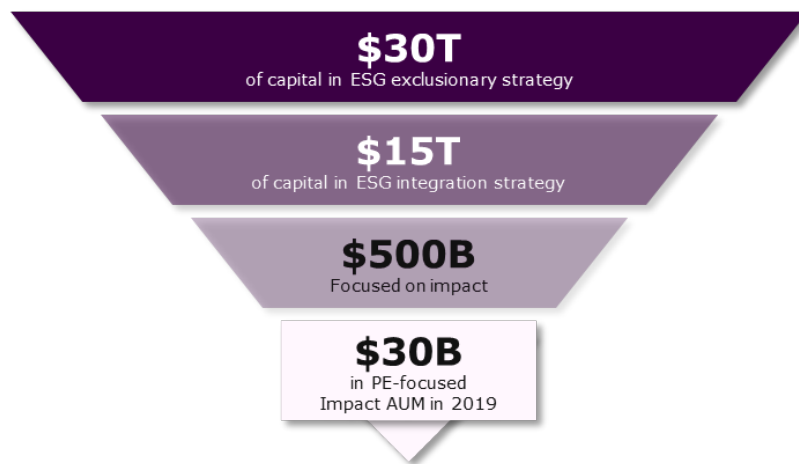 $30T
of capital in ESG exclusionary strategy
$15T
of capital in ESG integration strategy
$500B
Focused on impact
$30B
in PE-focused
Impact AUM in 2019